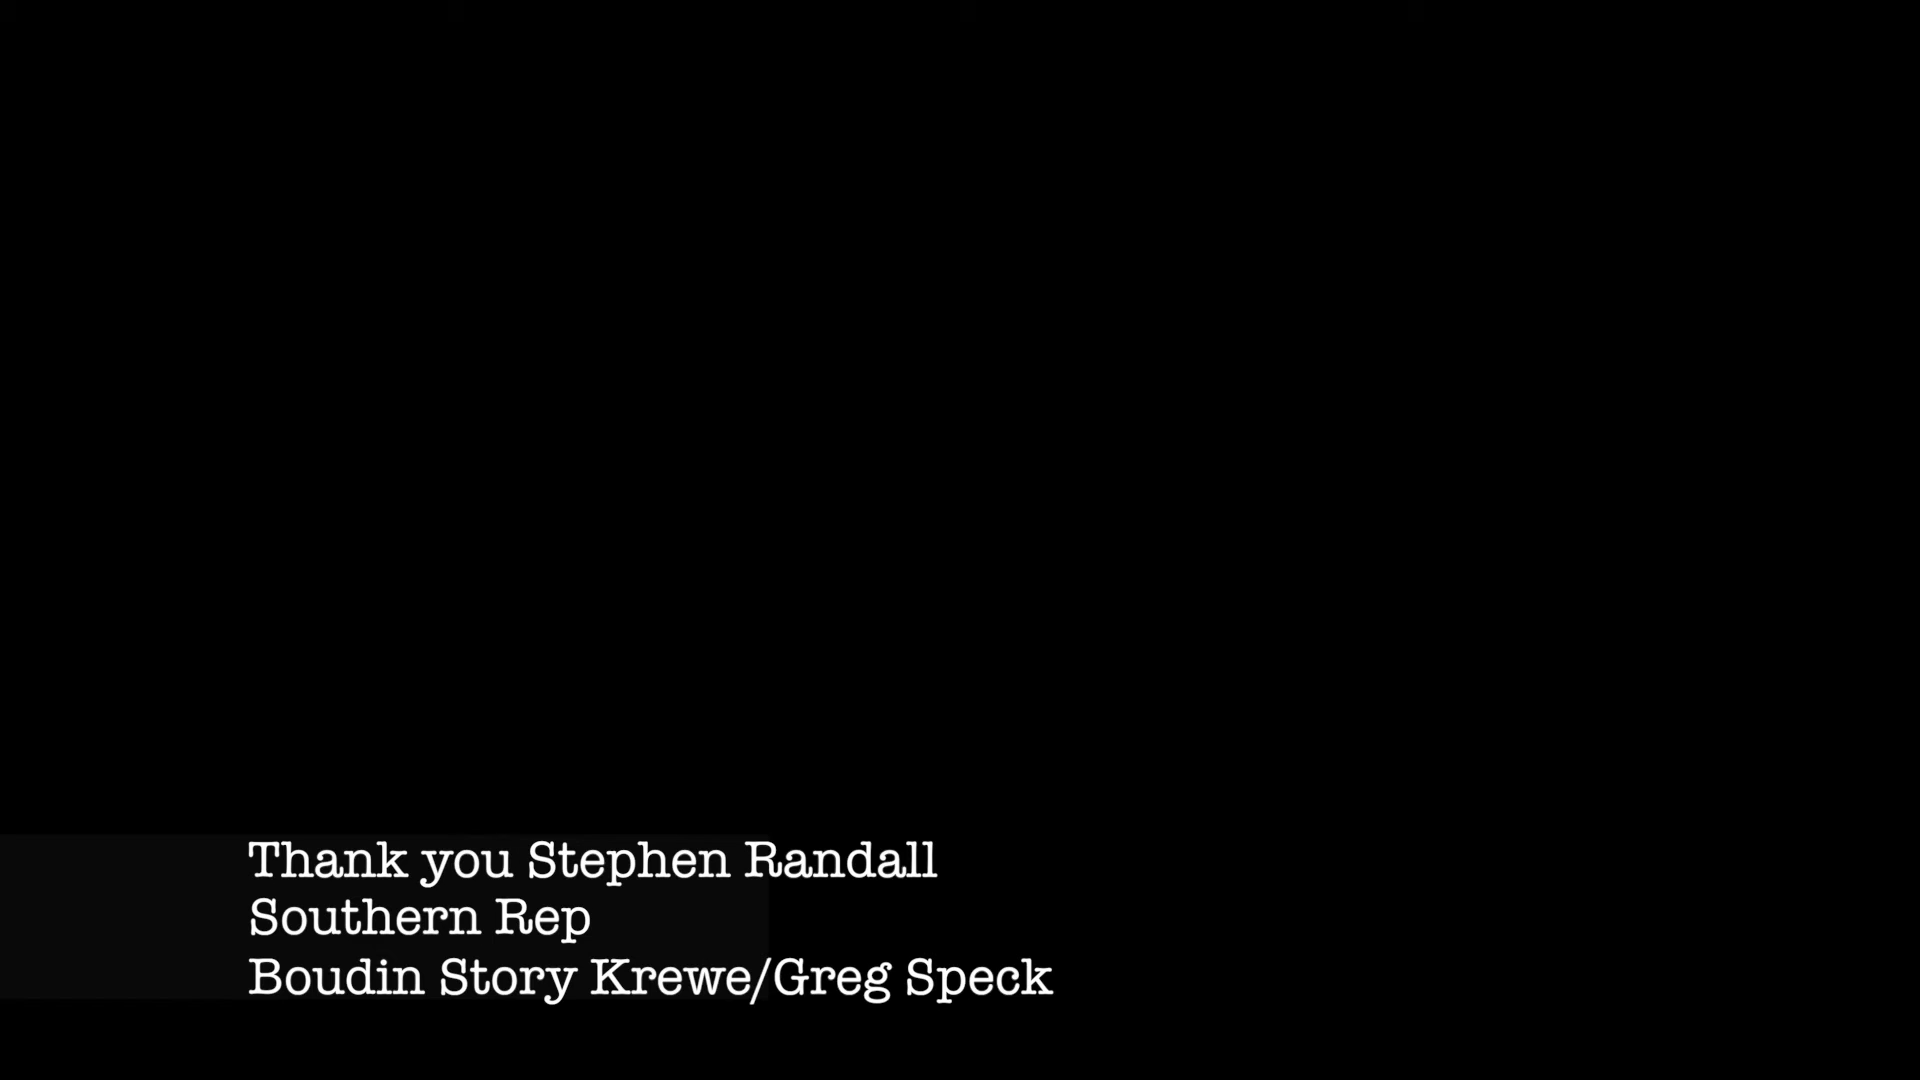 Thank you Stephen Randall
Southern Rep
Boudin Story Krewe/Greg Speck